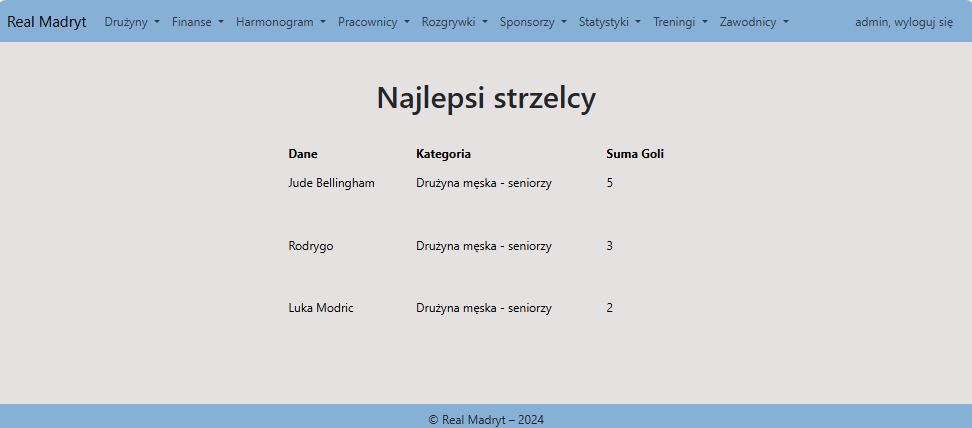 Real Madryt Drużyny Finanse Harmonogram Pracownicy Rozgrywki Sponsorzy Statystyki Treningi Zawodnicy admin, wyloguj się
Najlepsi strzelcy
Dane Kategoria Suma Goli
Jude Bellingham Drużyna męska - seniorzy 5
Rodrygo Drużyna męska - seniorzy 3
Luka Modric Drużyna męska - seniorzy 2
© Real Madryt – 2024